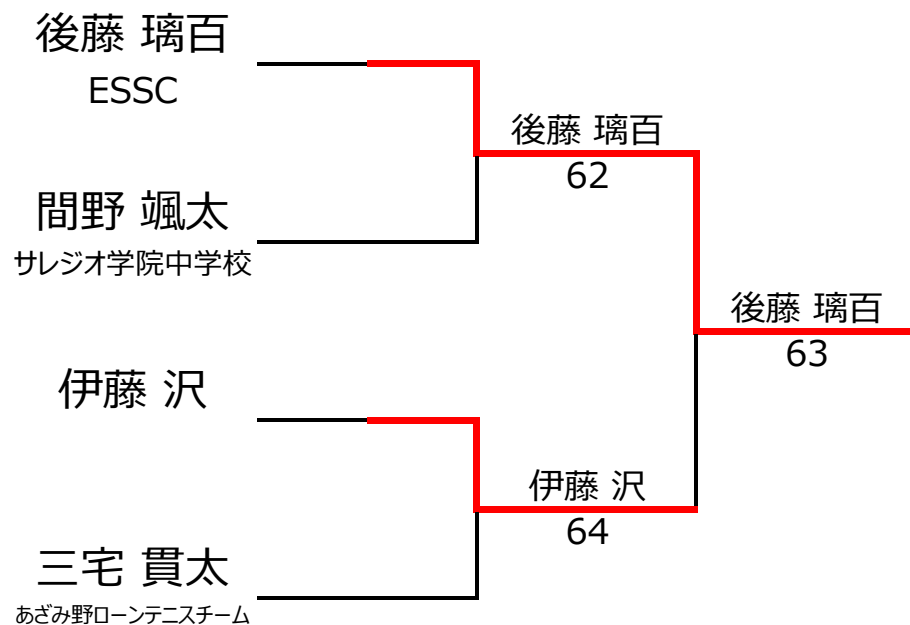 後藤 璃百
ESSC
後藤 璃百
62
間野 颯太
サレジオ学院中学校
後藤 璃百
63
伊藤 沢
伊藤 沢
64
三宅 貫太
あざみ野ローンテニスチーム